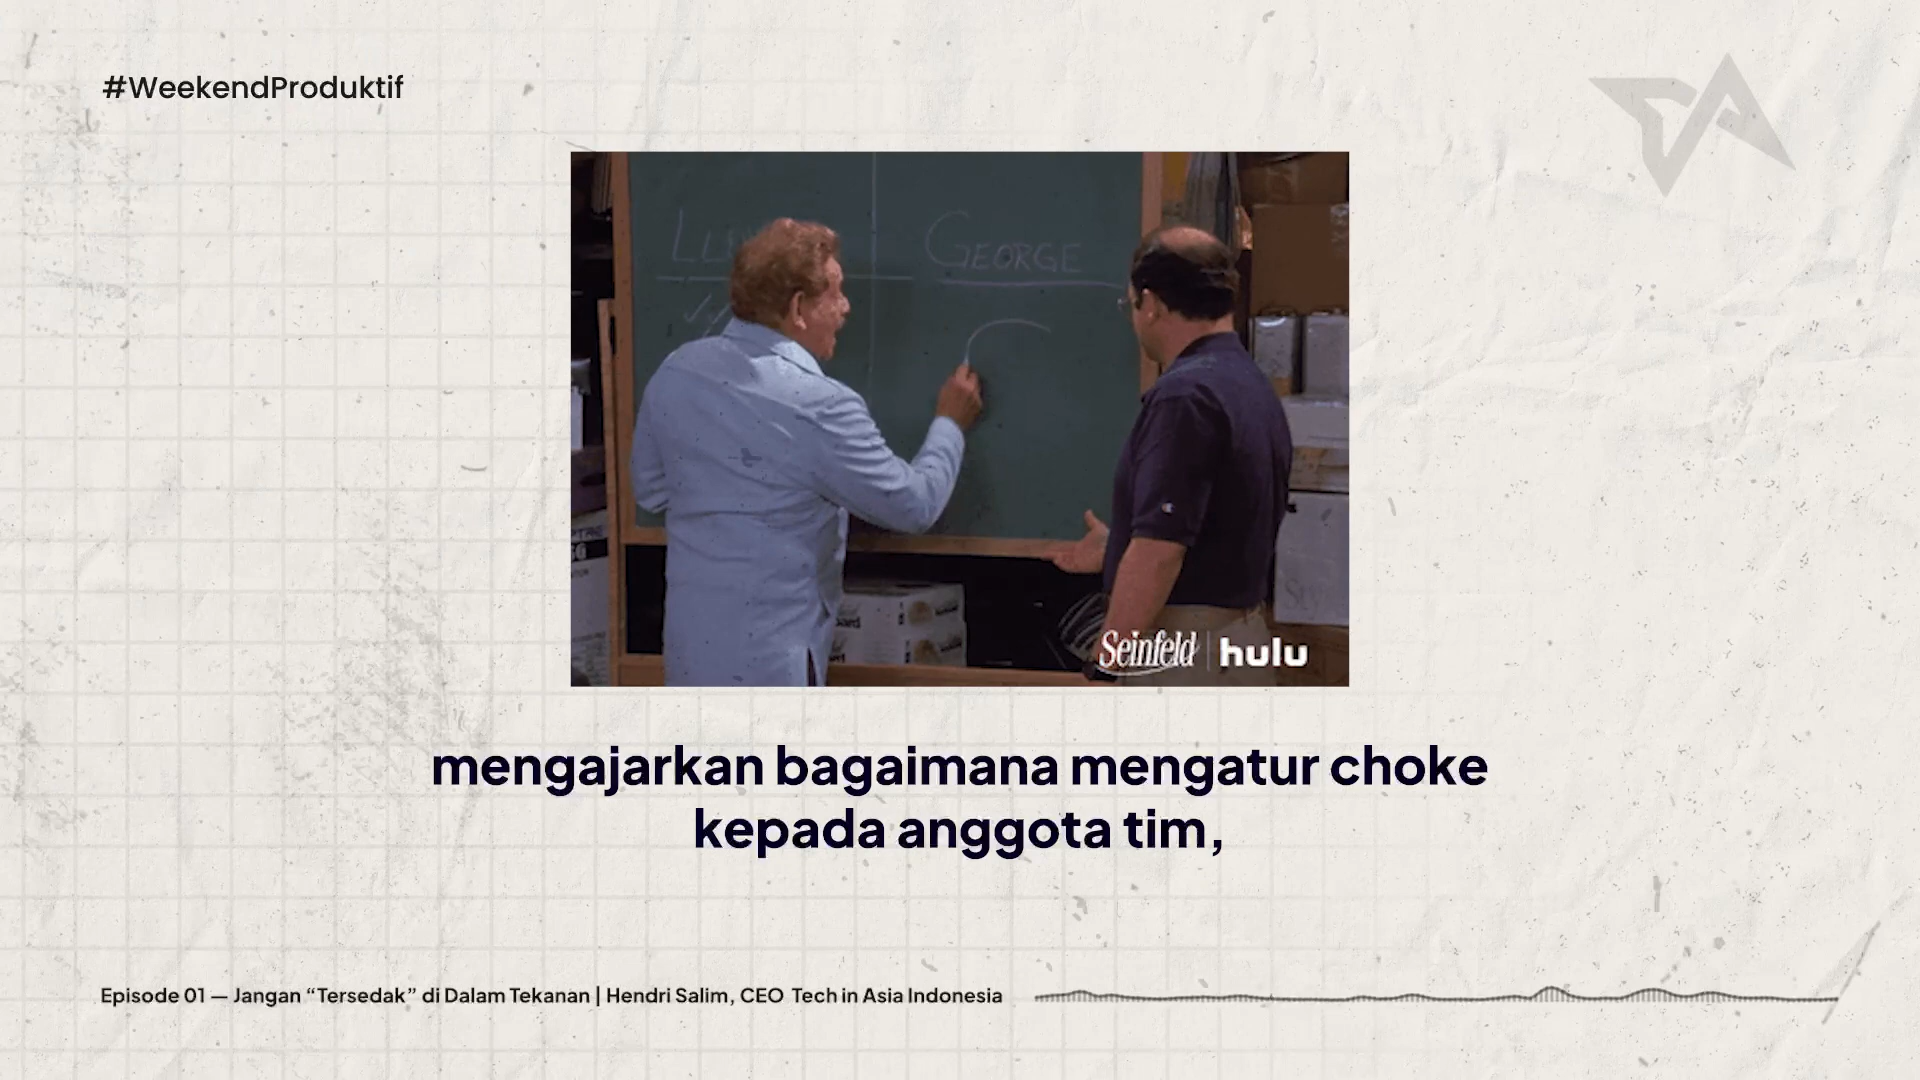 #WeekendProduktif
GEORGE
Seinfeld | hulu
mengajarkan bagaimana mengatur choke
kepada anggota tim,
Episode 01 — Jangan “Tersedak” di Dalam Tekanan | Hendri Salim, CEO Tech in Asia Indonesia